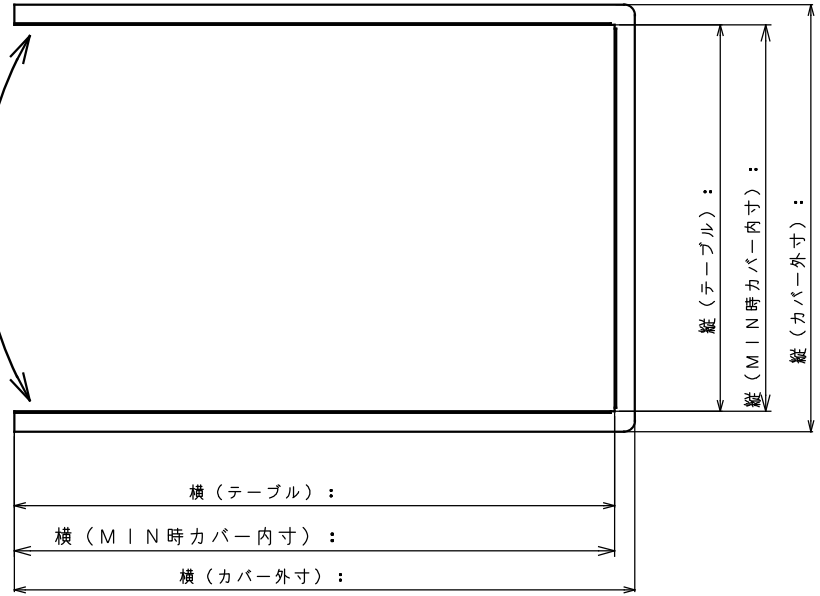 縦（テーブル）：
縦（ＭＩＮ時カバー内寸）：
縦（カバー外寸）：
横（テーブル）：
横（ＭＩＮ時カバー内寸）：
横（カバー外寸）：